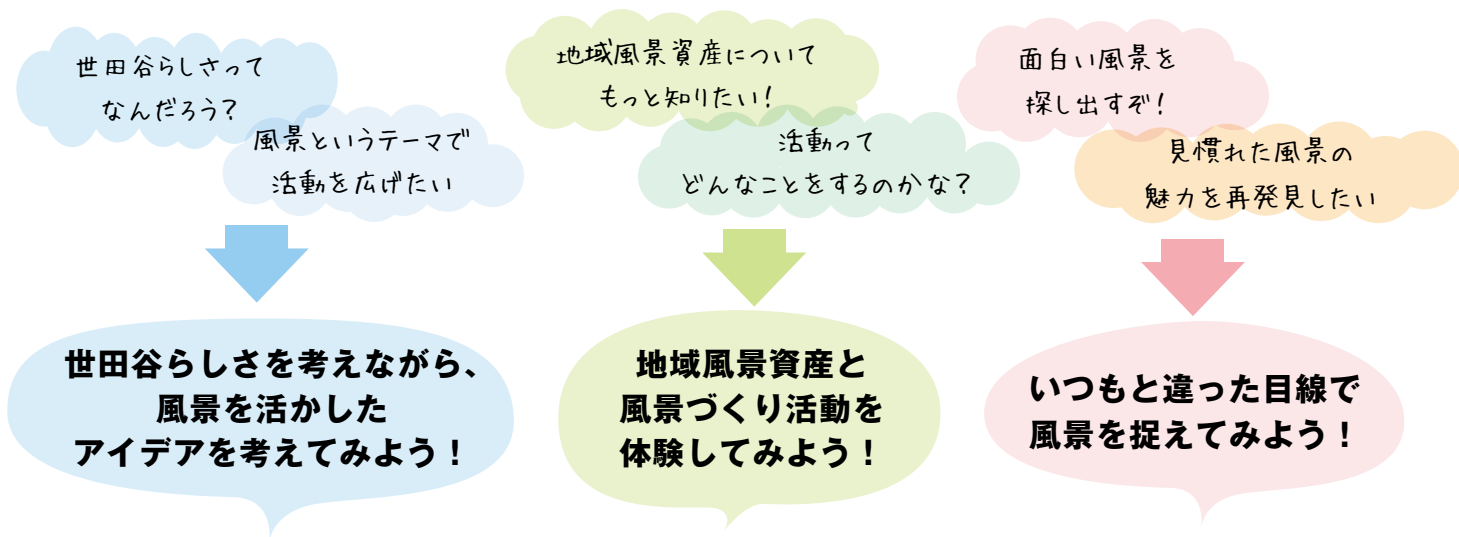 世田谷らしさって
なんだろう?
風景というテーマで
活動を広げたい
世田谷らしさを考えながら、
風景を活かした
アイデアを考えてみよう！
地域風景資産について
もっと知りたい!
活動って
どんなことをするのかな?
地域風景資産と
風景づくり活動を
体験してみよう！
面白い風景を
探し出すぞ!
見慣れた風景の
魅力を再発見したい
いつもと違った目線で
風景を捉えてみよう！